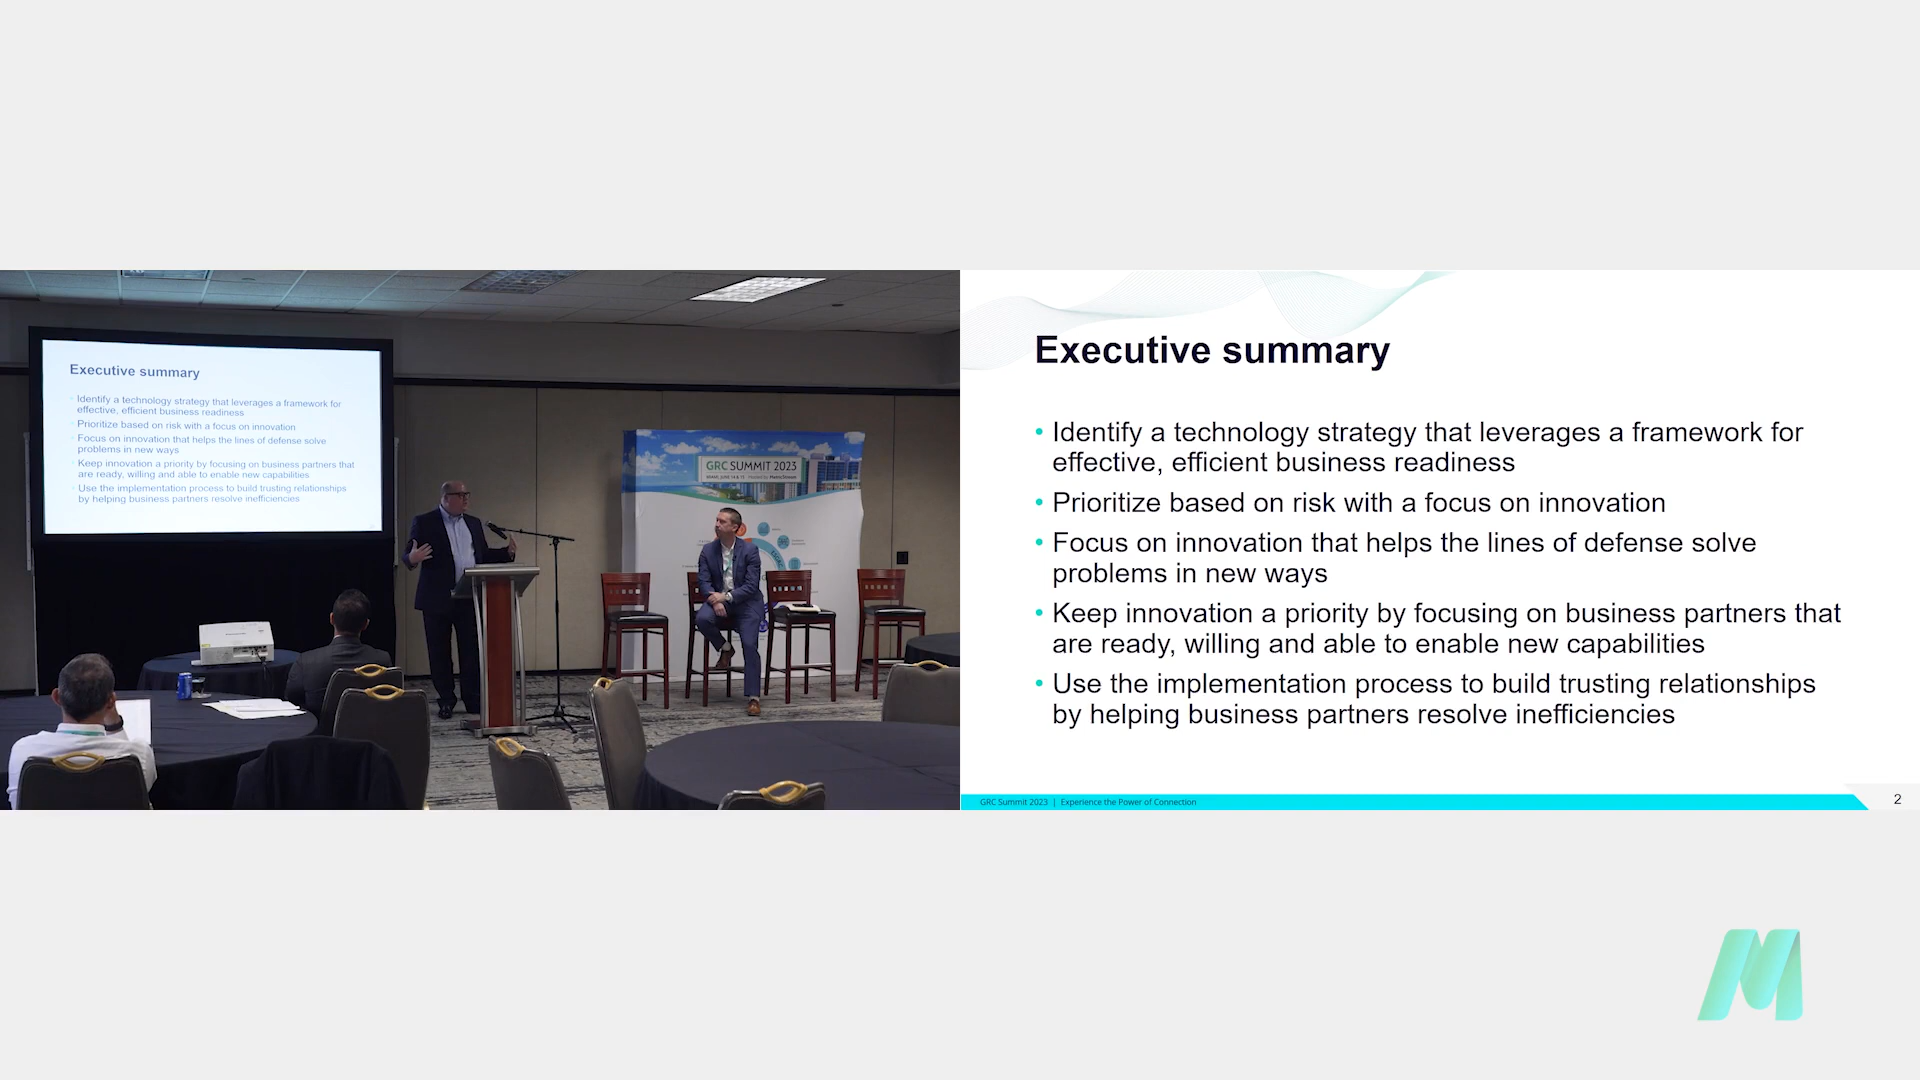 Executive summary
Identify a technology strategy that leverages a framework for
effective, efficient business readiness
Prioritize based on risk with a focus on innovation
Focus on innovation that helps the lines of defense solve
problems in new ways
Keep innovation a priority by focusing on business partners that
are ready, willing and able to enable new capabilities
Use the implementation process to build trusting relationships
by helping business partners resolve inefficiencies
GRC SUMMIT 2023
MIAMI, JUNE 14 & 15 Hosted by MetricStream
Executive summary
• Identify a technology strategy that leverages a framework for
effective, efficient business readiness
• Prioritize based on risk with a focus on innovation
• Focus on innovation that helps the lines of defense solve
problems in new ways
• Keep innovation a priority by focusing on business partners that
are ready, willing and able to enable new capabilities
• Use the implementation process to build trusting relationships
by helping business partners resolve inefficiencies
GRC Summit 2023 | Experience the Power of Connection
2
M